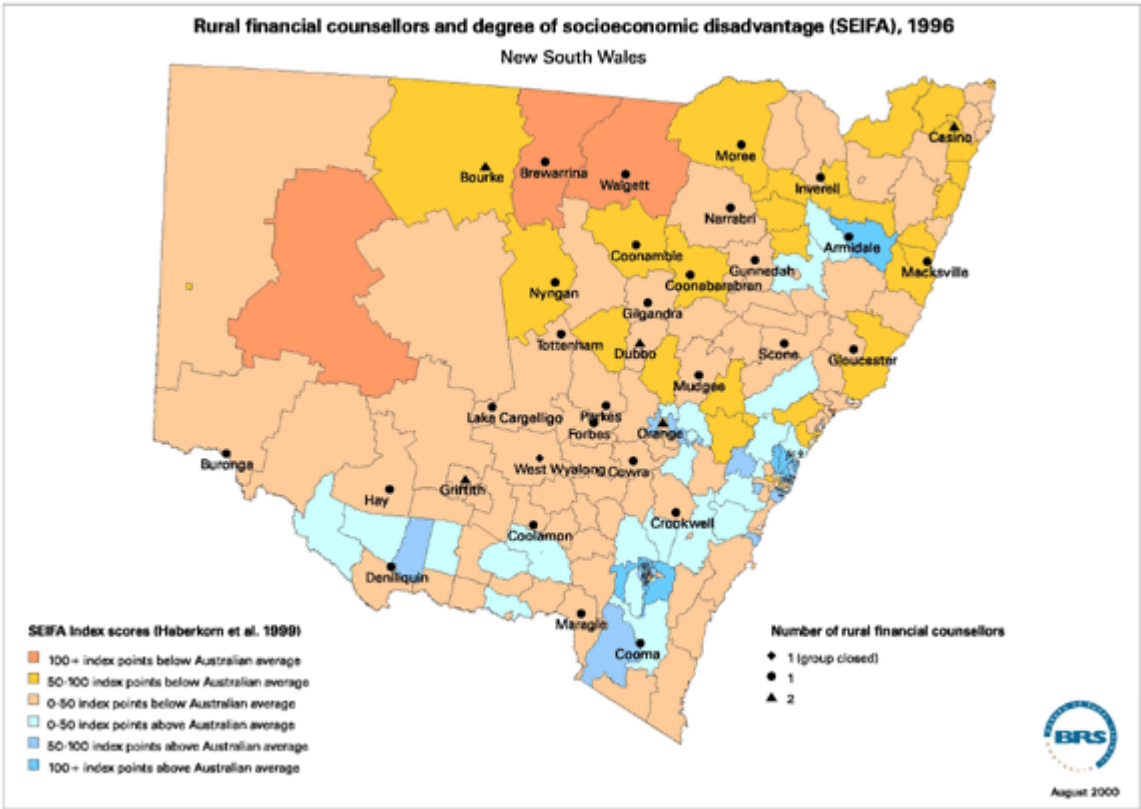 Rural financial counsellors and degree of socioeconomic disadvantage (SEIFA), 1996
New South Wales
Casino
Moree
Bourke
Brewarrina
Walgett
Inverell
Narrabri
Armidale
Coonamble
Gunnedah
Macksville
Coonabarabran
Nyngan
Gilgandra
Tottenham
Dubbo
Scone
Gloucester
Mudgee
Lake Cargelligo
Parkes
Forbes
Orange
Buronga
West Wyalong
Cowra
Griffith
Hay
Crookwell
Coolamon
Deniliquin
Maragle
Cooma
SEIFA Index scores (Haberkorn et al. 1999)
100+ index points below Australian average
50-100 index points below Australian average
0-50 index points below Australian average
0-50 index points above Australian average
50-100 index points above Australian average
100+ index points above Australian average
Number of rural financial counsellors
1 (group closed)
1
2
BRS
August 2000